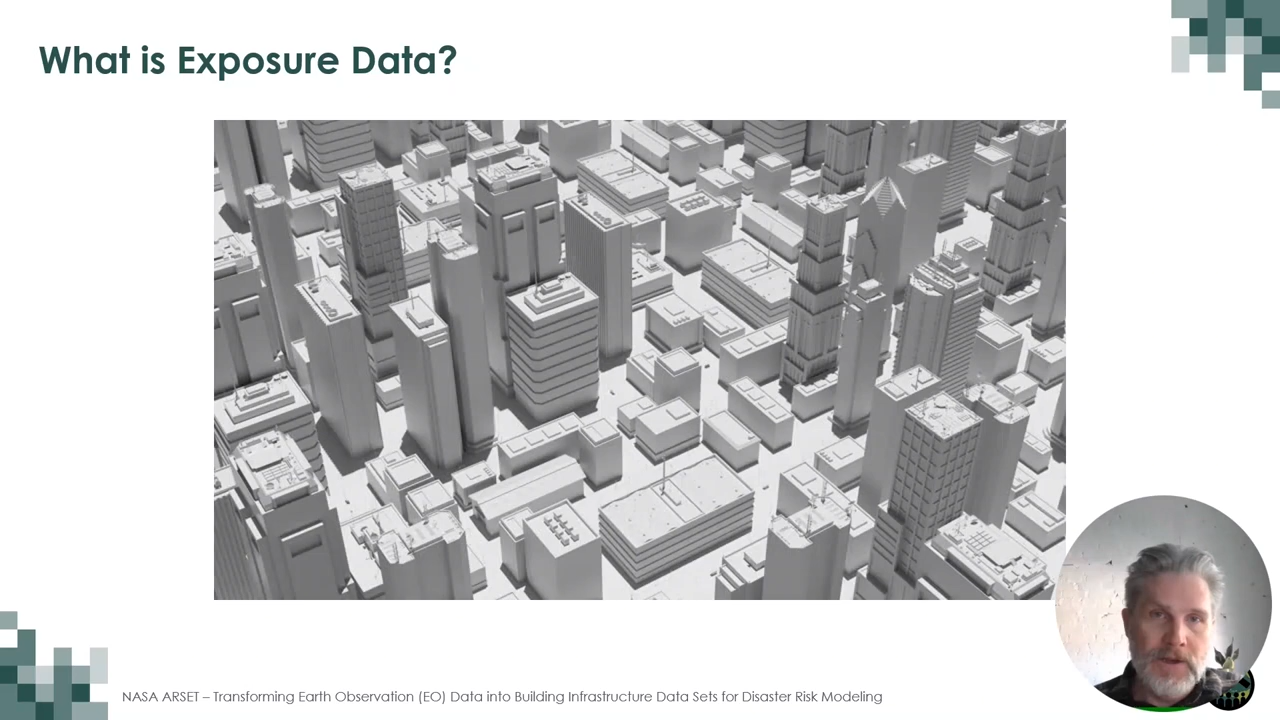 What is Exposure Data?
NASA ARSET – Transforming Earth Observation (EO) Data into Building Infrastructure Data Sets for Disaster Risk Modeling